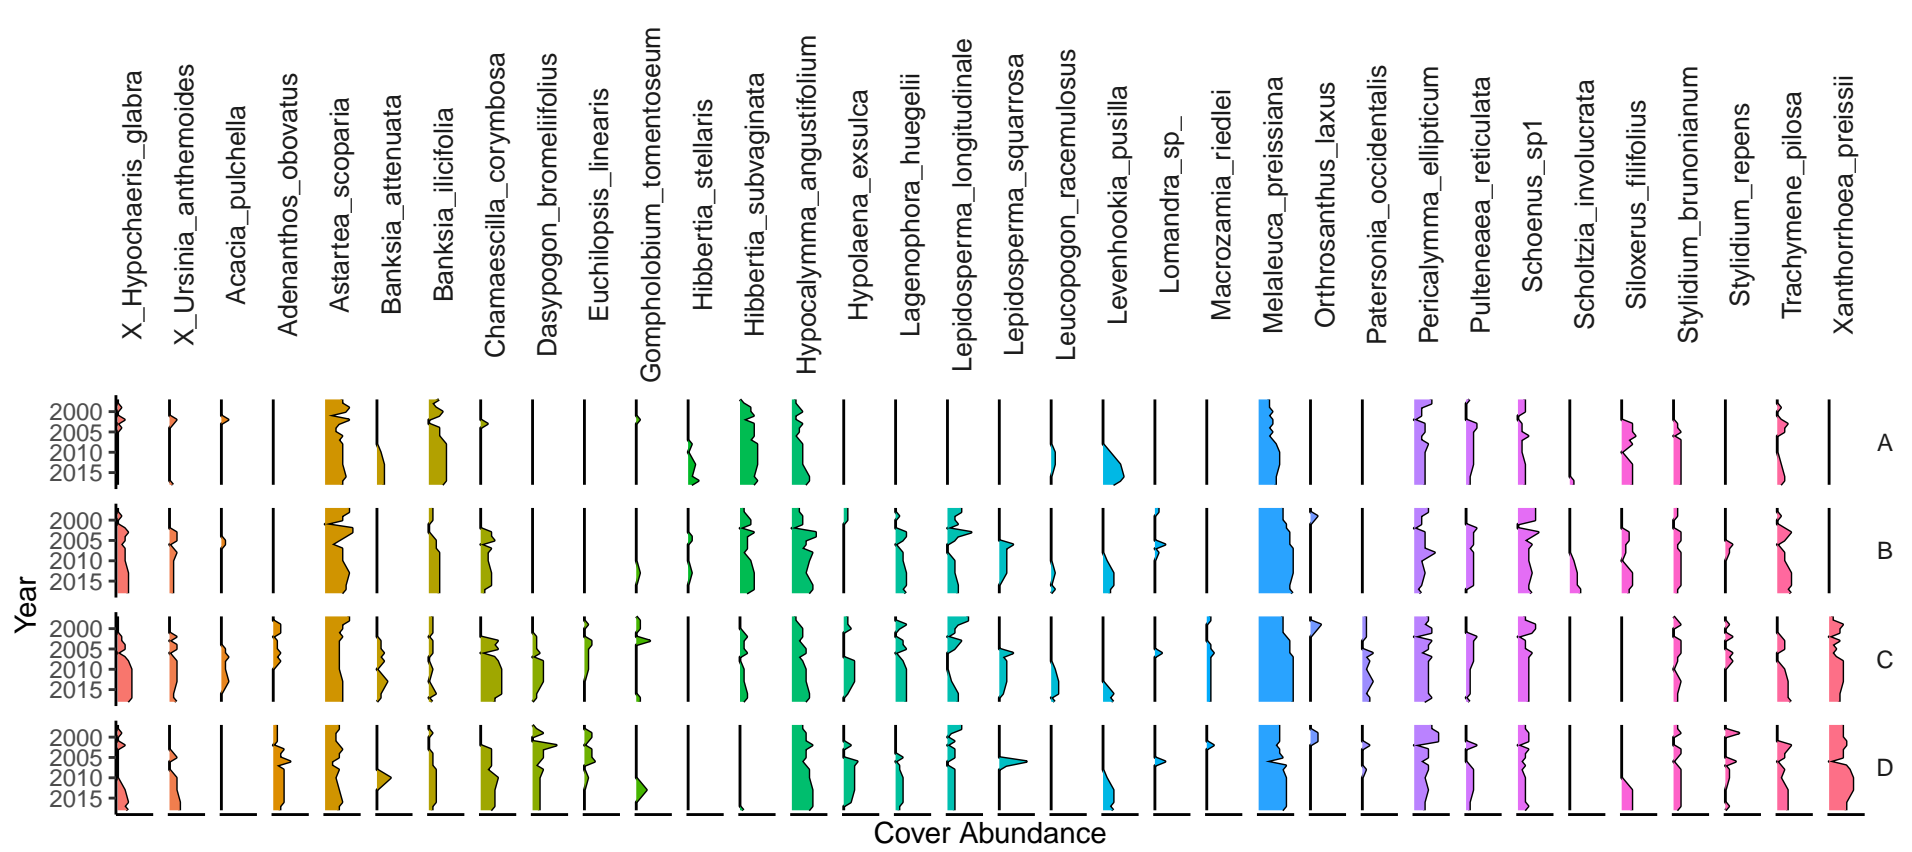 X_Hypochaeris_glabra
X_Ursinia_anthemoides
Acacia_pulchella
Adenanthos_obovatus
Astartea_scoparia
Banksia_attenuata
Banksia_ilicifolia
Chamaescilla_corymbosa
Dasypogon_bromeliifolius
Euchilopsis_linearis
Gompholobium_tomentoseum
Hibbertia_stellaris
Hibbertia_subvaginata
Hypocalymma_angustifolium
Hypolaena_exsulca
Lagenophora_huegelii
Lepidosperma_longitudinale
Lepidosperma_squarrosa
Leucopogon_racemulosus
Levenhookia_pusilla
Lomandra_sp_
Macrozamia_riedlei
Melaleuca_preissiana
Orthrosanthus_laxus
Patersonia_occidentalis
Pericalymma_ellipticum
Pulteneaea_reticulata
Schoenus_sp1
Scholtzia_involucrata
Siloxerus_filifolius
Stylidium_brunonianum
Stylidium_repens
Trachymene_pilosa
Xanthorrhoea_preissii
2000
2005
2010
2015
A
2000
2005
2010
2015
B
2000
2005
2010
2015
C
2000
2005
2010
2015
D
Year
Cover Abundance